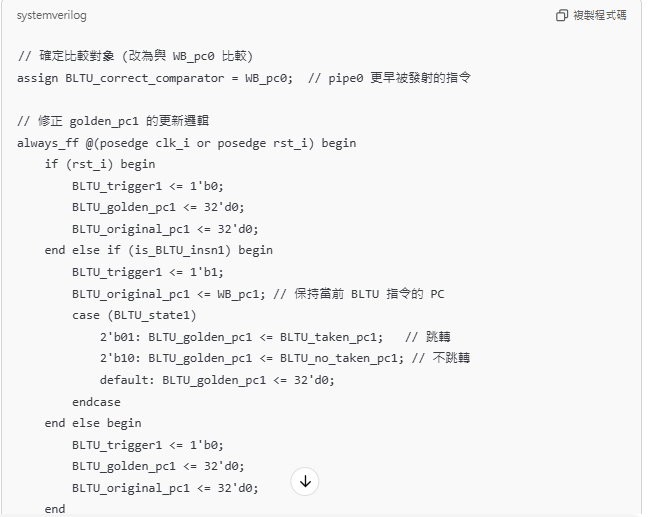 systemverilog
複製程式碼
// 確定比較對象 (改為與 WB_pc0 比較)
assign BLTU_correct_comparator = WB_pc0;  // pipe0 更早被發射的指令
// 修正 golden_pc1 的更新邏輯
always_ff @(posedge clk_i or posedge rst_i) begin
    if (rst_i) begin
        BLTU_trigger1 <= 1'b0;
        BLTU_golden_pc1 <= 32'd0;
        BLTU_original_pc1 <= 32'd0;
    end else if (is_BLTU_insn1) begin
        BLTU_trigger1 <= 1'b1;
        BLTU_original_pc1 <= WB_pc1; // 保持當前 BLTU 指令的 PC
        case (BLTU_state1)
            2'b01: BLTU_golden_pc1 <= BLTU_taken_pc1;   // 跳轉
            2'b10: BLTU_golden_pc1 <= BLTU_no_taken_pc1; // 不跳轉
            default: BLTU_golden_pc1 <= 32'd0;
        endcase
    end else begin
        BLTU_trigger1 <= 1'b0;
        BLTU_golden_pc1 <= 32'd0;
        BLTU_original_pc1 <= 32'd0;
    end